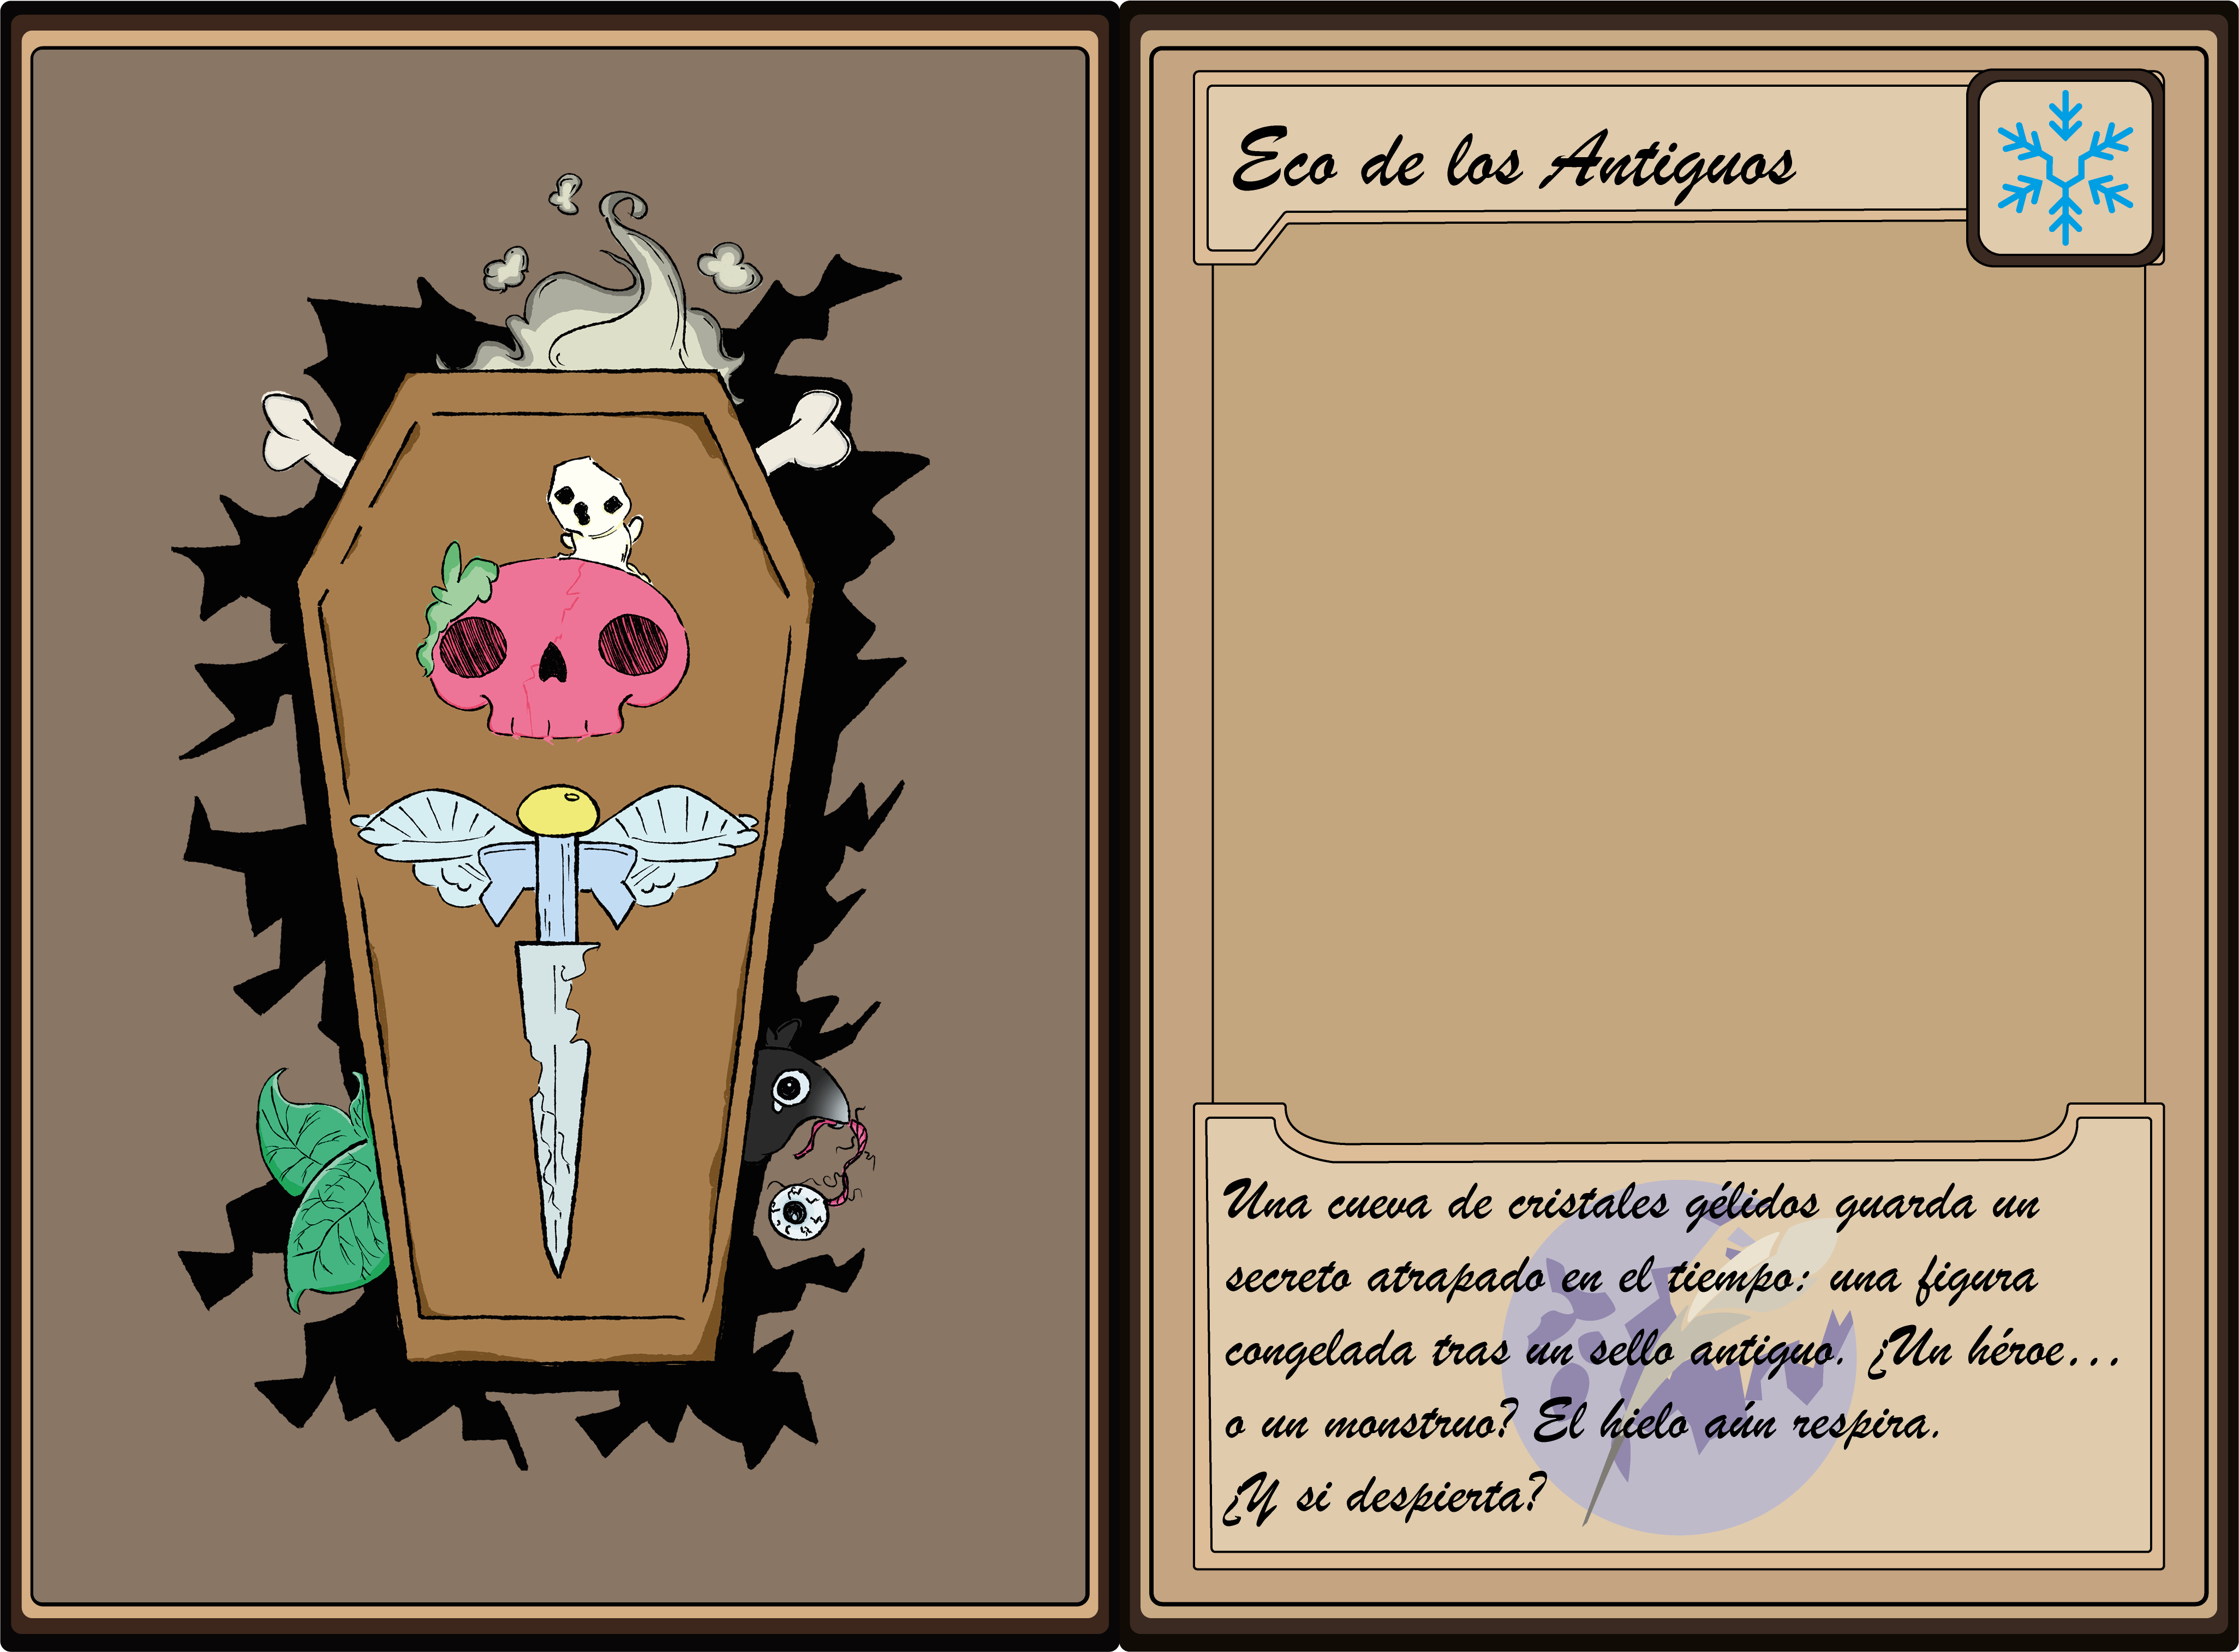 Eco de los Antiguos
Una cueva de cristales gélidos guarda un
secreto atrapado en el tiempo: una figura
congelada tras un sello antiguo. ¿Un héroe...
o un monstruo? El hielo aún respira.
¿Y si despierta?